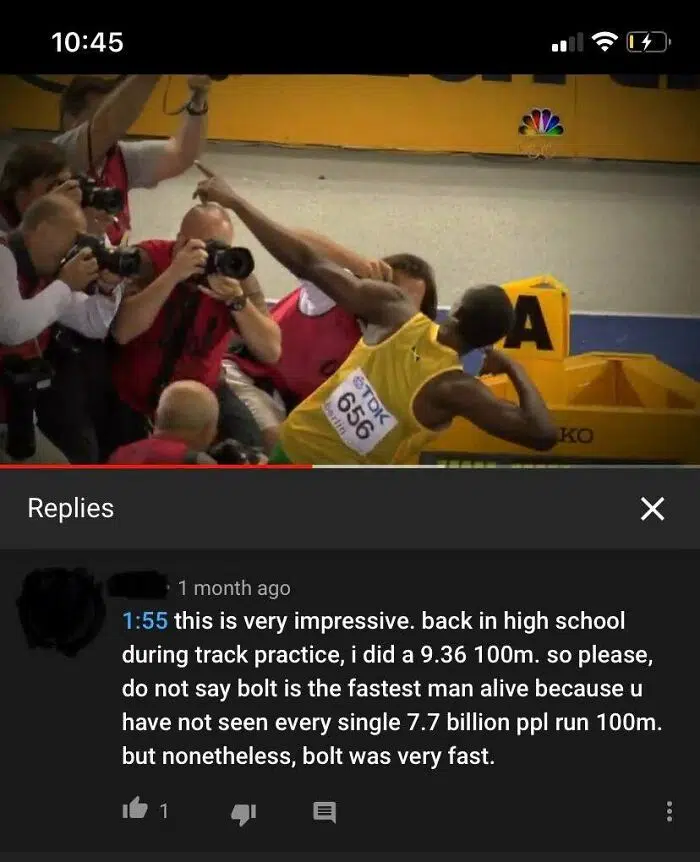 10:45
A
TDK
656
berlin
KO
Replies
1 month ago
1:55 this is very impressive. back in high school
during track practice, i did a 9.36 100m. so please,
do not say bolt is the fastest man alive because u
have not seen every single 7.7 billion ppl run 100m.
but nonetheless, bolt was very fast.
1